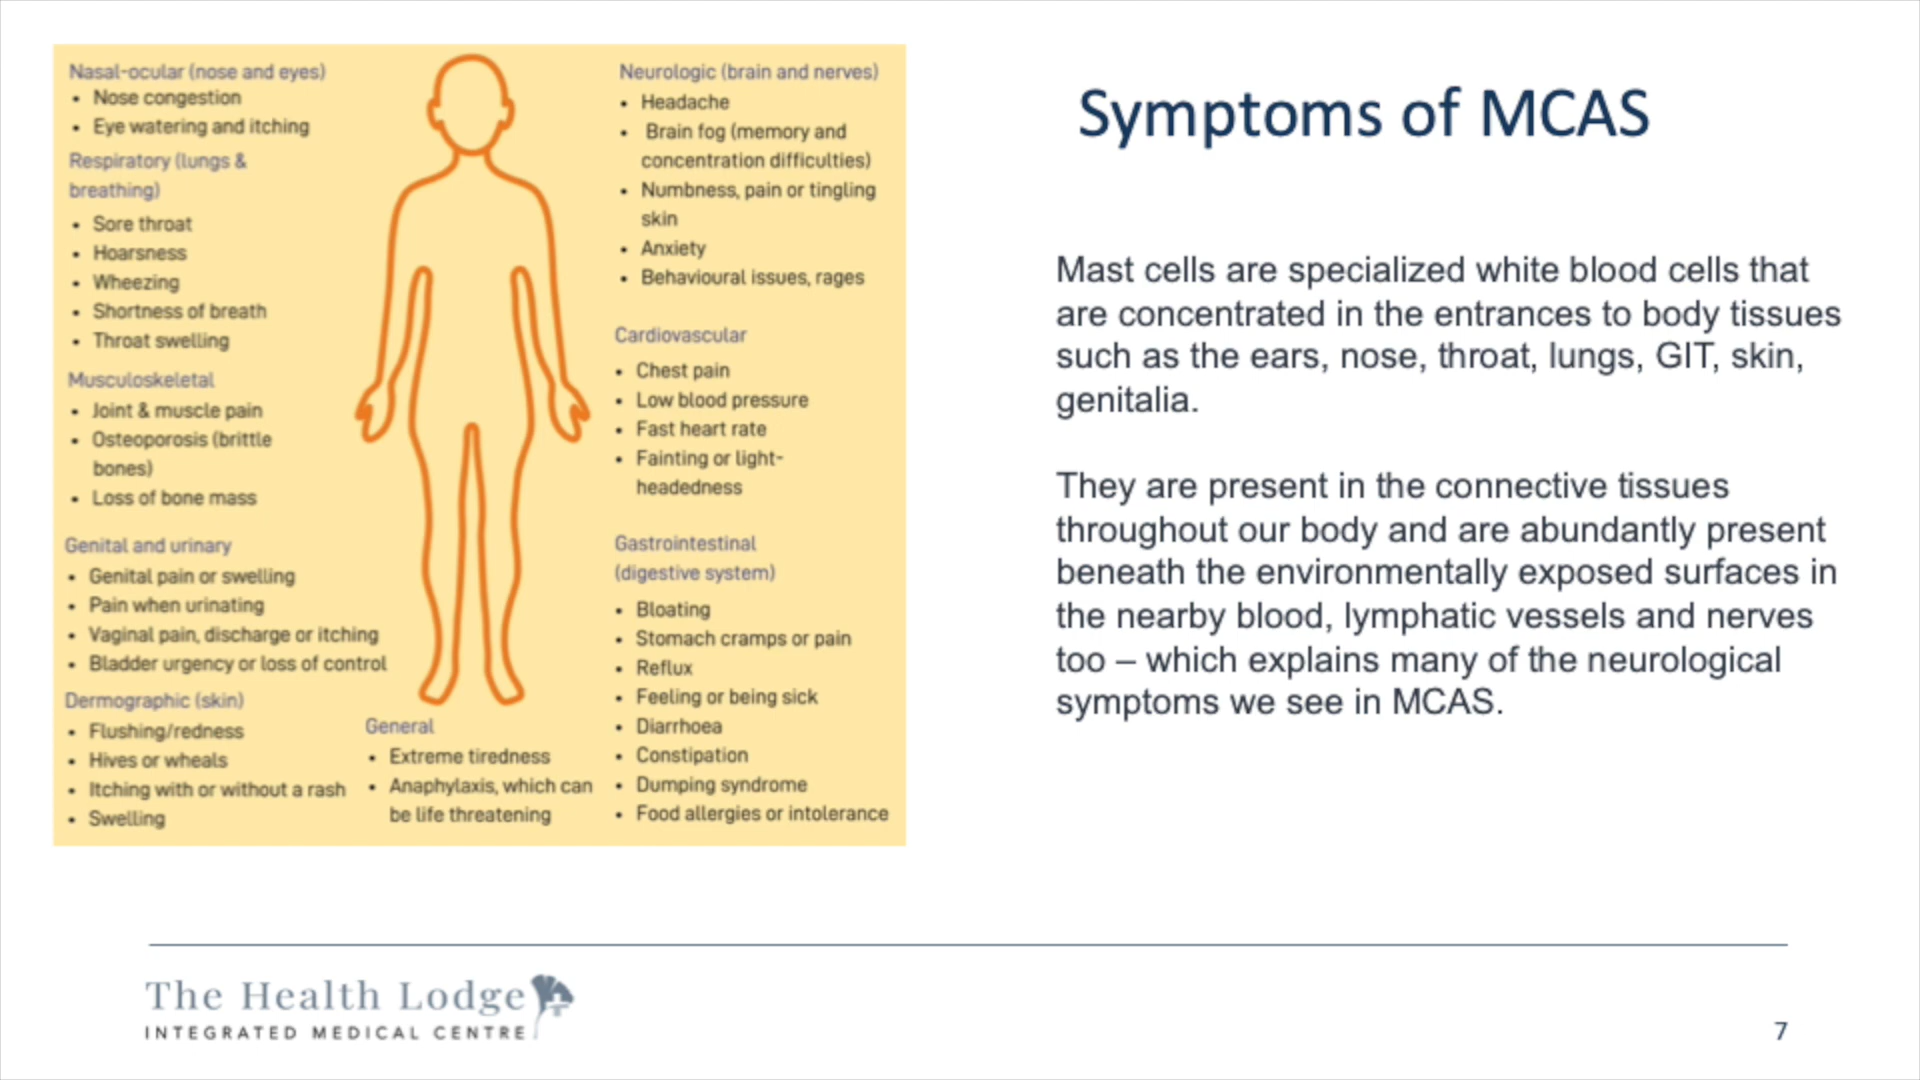 Nasal-ocular (nose and eyes)
• Nose congestion
• Eye watering and itching
Respiratory (lungs &
breathing)
• Sore throat
• Hoarsness
• Wheezing
• Shortness of breath
• Throat swelling
Musculoskeletal
• Joint & muscle pain
• Osteoporosis (brittle
bones)
• Loss of bone mass
Genital and urinary
• Genital pain or swelling
• Pain when urinating
• Vaginal pain, discharge or itching
• Bladder urgency or loss of control
Dermographic (skin)
• Flushing/redness
• Hives or wheals
• Itching with or without a rash
• Swelling
General
• Extreme tiredness
• Anaphylaxis, which can
be life threatening
Neurologic (brain and nerves)
• Headache
• Brain fog (memory and
concentration difficulties)
• Numbness, pain or tingling
skin
• Anxiety
• Behavioural issues, rages
Cardiovascular
• Chest pain
• Low blood pressure
• Fast heart rate
• Fainting or light-
headedness
Gastrointestinal
(digestive system)
• Bloating
• Stomach cramps or pain
• Reflux
• Feeling or being sick
• Diarrhoea
• Constipation
• Dumping syndrome
• Food allergies or intolerance
Symptoms of MCAS
Mast cells are specialized white blood cells that
are concentrated in the entrances to body tissues
such as the ears, nose, throat, lungs, GIT, skin,
genitalia.
They are present in the connective tissues
throughout our body and are abundantly present
beneath the environmentally exposed surfaces in
the nearby blood, lymphatic vessels and nerves
too – which explains many of the neurological
symptoms we see in MCAS.
The Health Lodge
INTEGRATED MEDICAL CENTRE
7